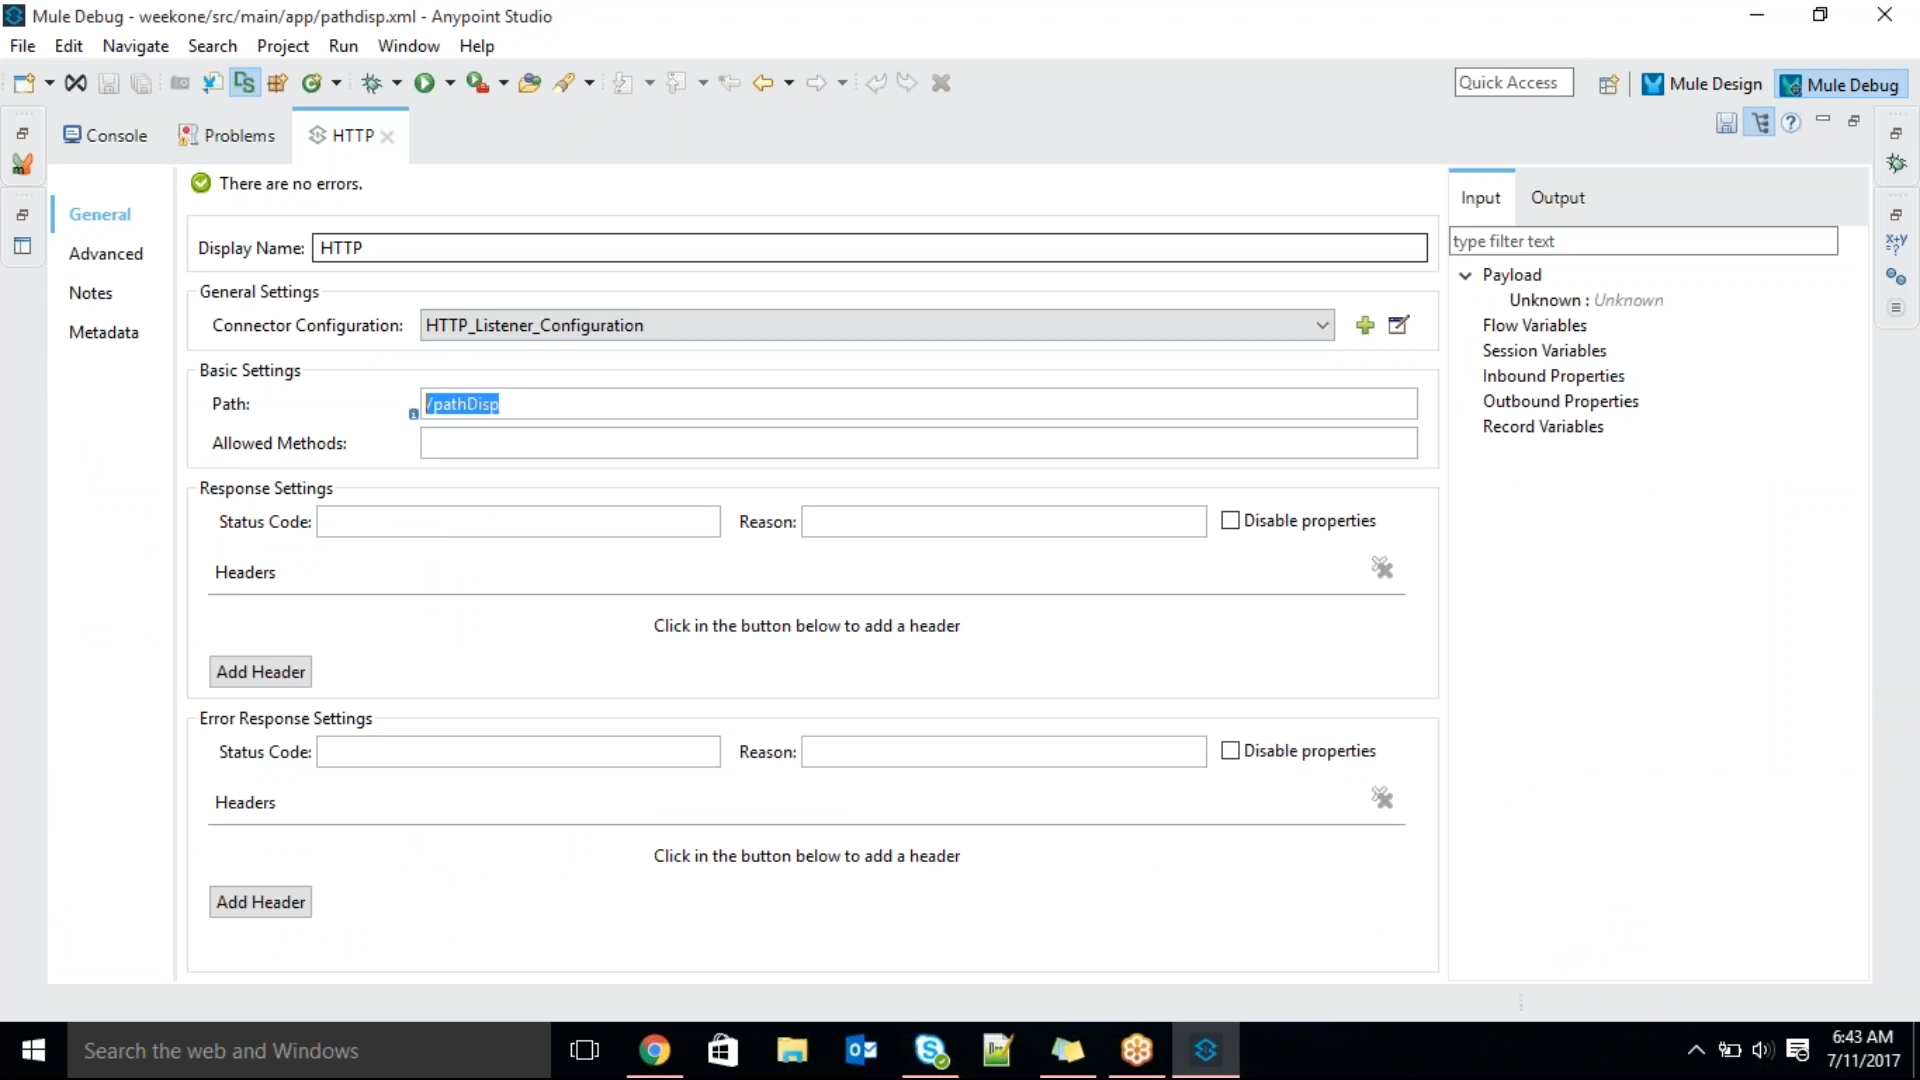 Mule Debug - weekone/src/main/app/pathdisp.xml - Anypoint Studio
File Edit Navigate Search Project Run Window Help
Quick Access Mule Design Mule Debug
Console Problems HTTP
There are no errors.
General
Advanced
Notes
Metadata
Display Name: HTTP
General Settings
Connector Configuration: HTTP_Listener_Configuration
Basic Settings
Path: /pathDisp
Allowed Methods:
Response Settings
Status Code: Reason: Disable properties
Headers
Click in the button below to add a header
Add Header
Error Response Settings
Status Code: Reason: Disable properties
Headers
Click in the button below to add a header
Add Header
Input Output
type filter text
Payload
Unknown : Unknown
Flow Variables
Session Variables
Inbound Properties
Outbound Properties
Record Variables
Search the web and Windows
6:43 AM
7/11/2017